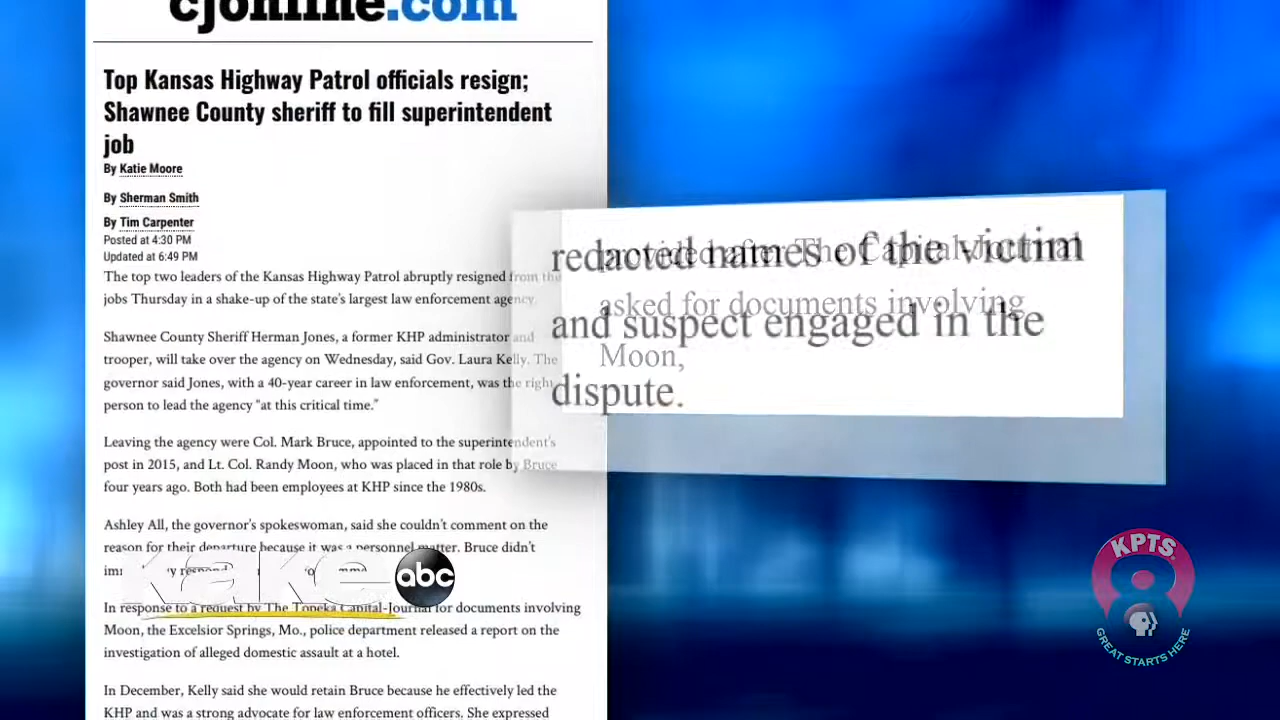 cjonline.com
Top Kansas Highway Patrol officials resign;
Shawnee County sheriff to fill superintendent
job
By Katie Moore
By Sherman Smith
By Tim Carpenter
Posted at 4:30 PM
Updated at 6:49 PM
The top two leaders of the Kansas Highway Patrol abruptly resigned from the
jobs Thursday in a shake-up of the state's largest law enforcement agency.
Shawnee County Sheriff Herman Jones, a former KHP administrator and
trooper, will take over the agency on Wednesday, said Gov. Laura Kelly. The
governor said Jones, with a 40-year career in law enforcement, was the right
person to lead the agency "at this critical time."
Leaving the agency were Col. Mark Bruce, appointed to the superintendent's
post in 2015, and Lt. Col. Randy Moon, who was placed in that role by Bruce
four years ago. Both had been employees at KHP since the 1980s.
Ashley All, the governor's spokeswoman, said she couldn't comment on the
reason for their departure because it was a personnel matter. Bruce didn't
In response to a request by The Topeka Capital-Journal for documents involving
Moon, the Excelsior Springs, Mo., police department released a report on the
investigation of alleged domestic assault at a hotel.
In December, Kelly said she would retain Bruce because he effectively led the
KHP and was a strong advocate for law enforcement officers. She expressed
redacted names of the victim
and suspect engaged in the
dispute.
provided after The Capital-Journal
asked for documents involving
Moon,
kake abc
KPTS
8
GREAT STARTS HERE